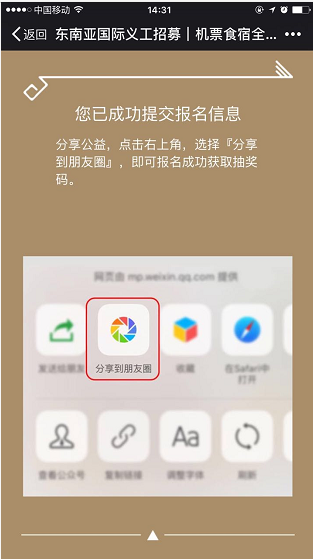 中国移动 14:31
返回 东南亚国际义工招募｜机票食宿全...
您已成功提交报名信息
分享公益，点击右上角，选择『分享
到朋友圈』，即可报名成功获取抽奖
码。
网页由 mp.weixin.qq.com 提供
发送给朋友 分享到朋友圈 收藏 在Safari中
打开
Aa
查看公众号 复制链接 调整字体 刷新